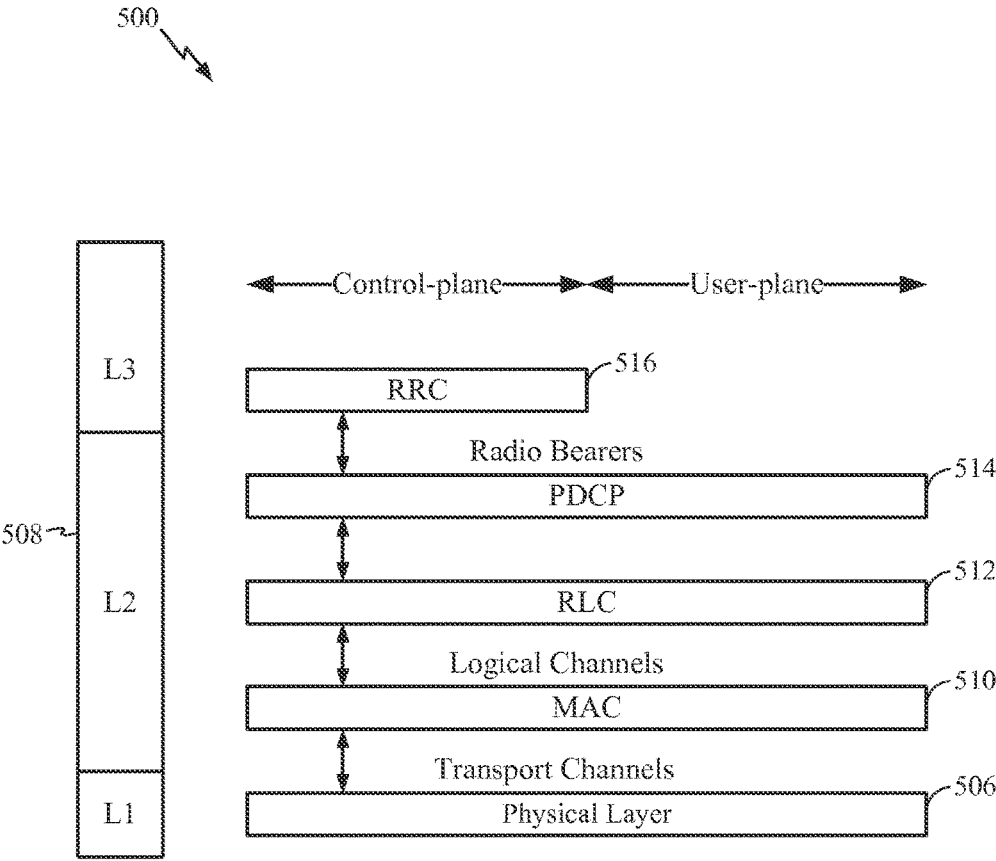 500
Control-plane
User-plane
L3
516
RRC
Radio Bearers
514
PDCP
508
L2
512
RLC
Logical Channels
510
MAC
Transport Channels
506
L1
Physical Layer